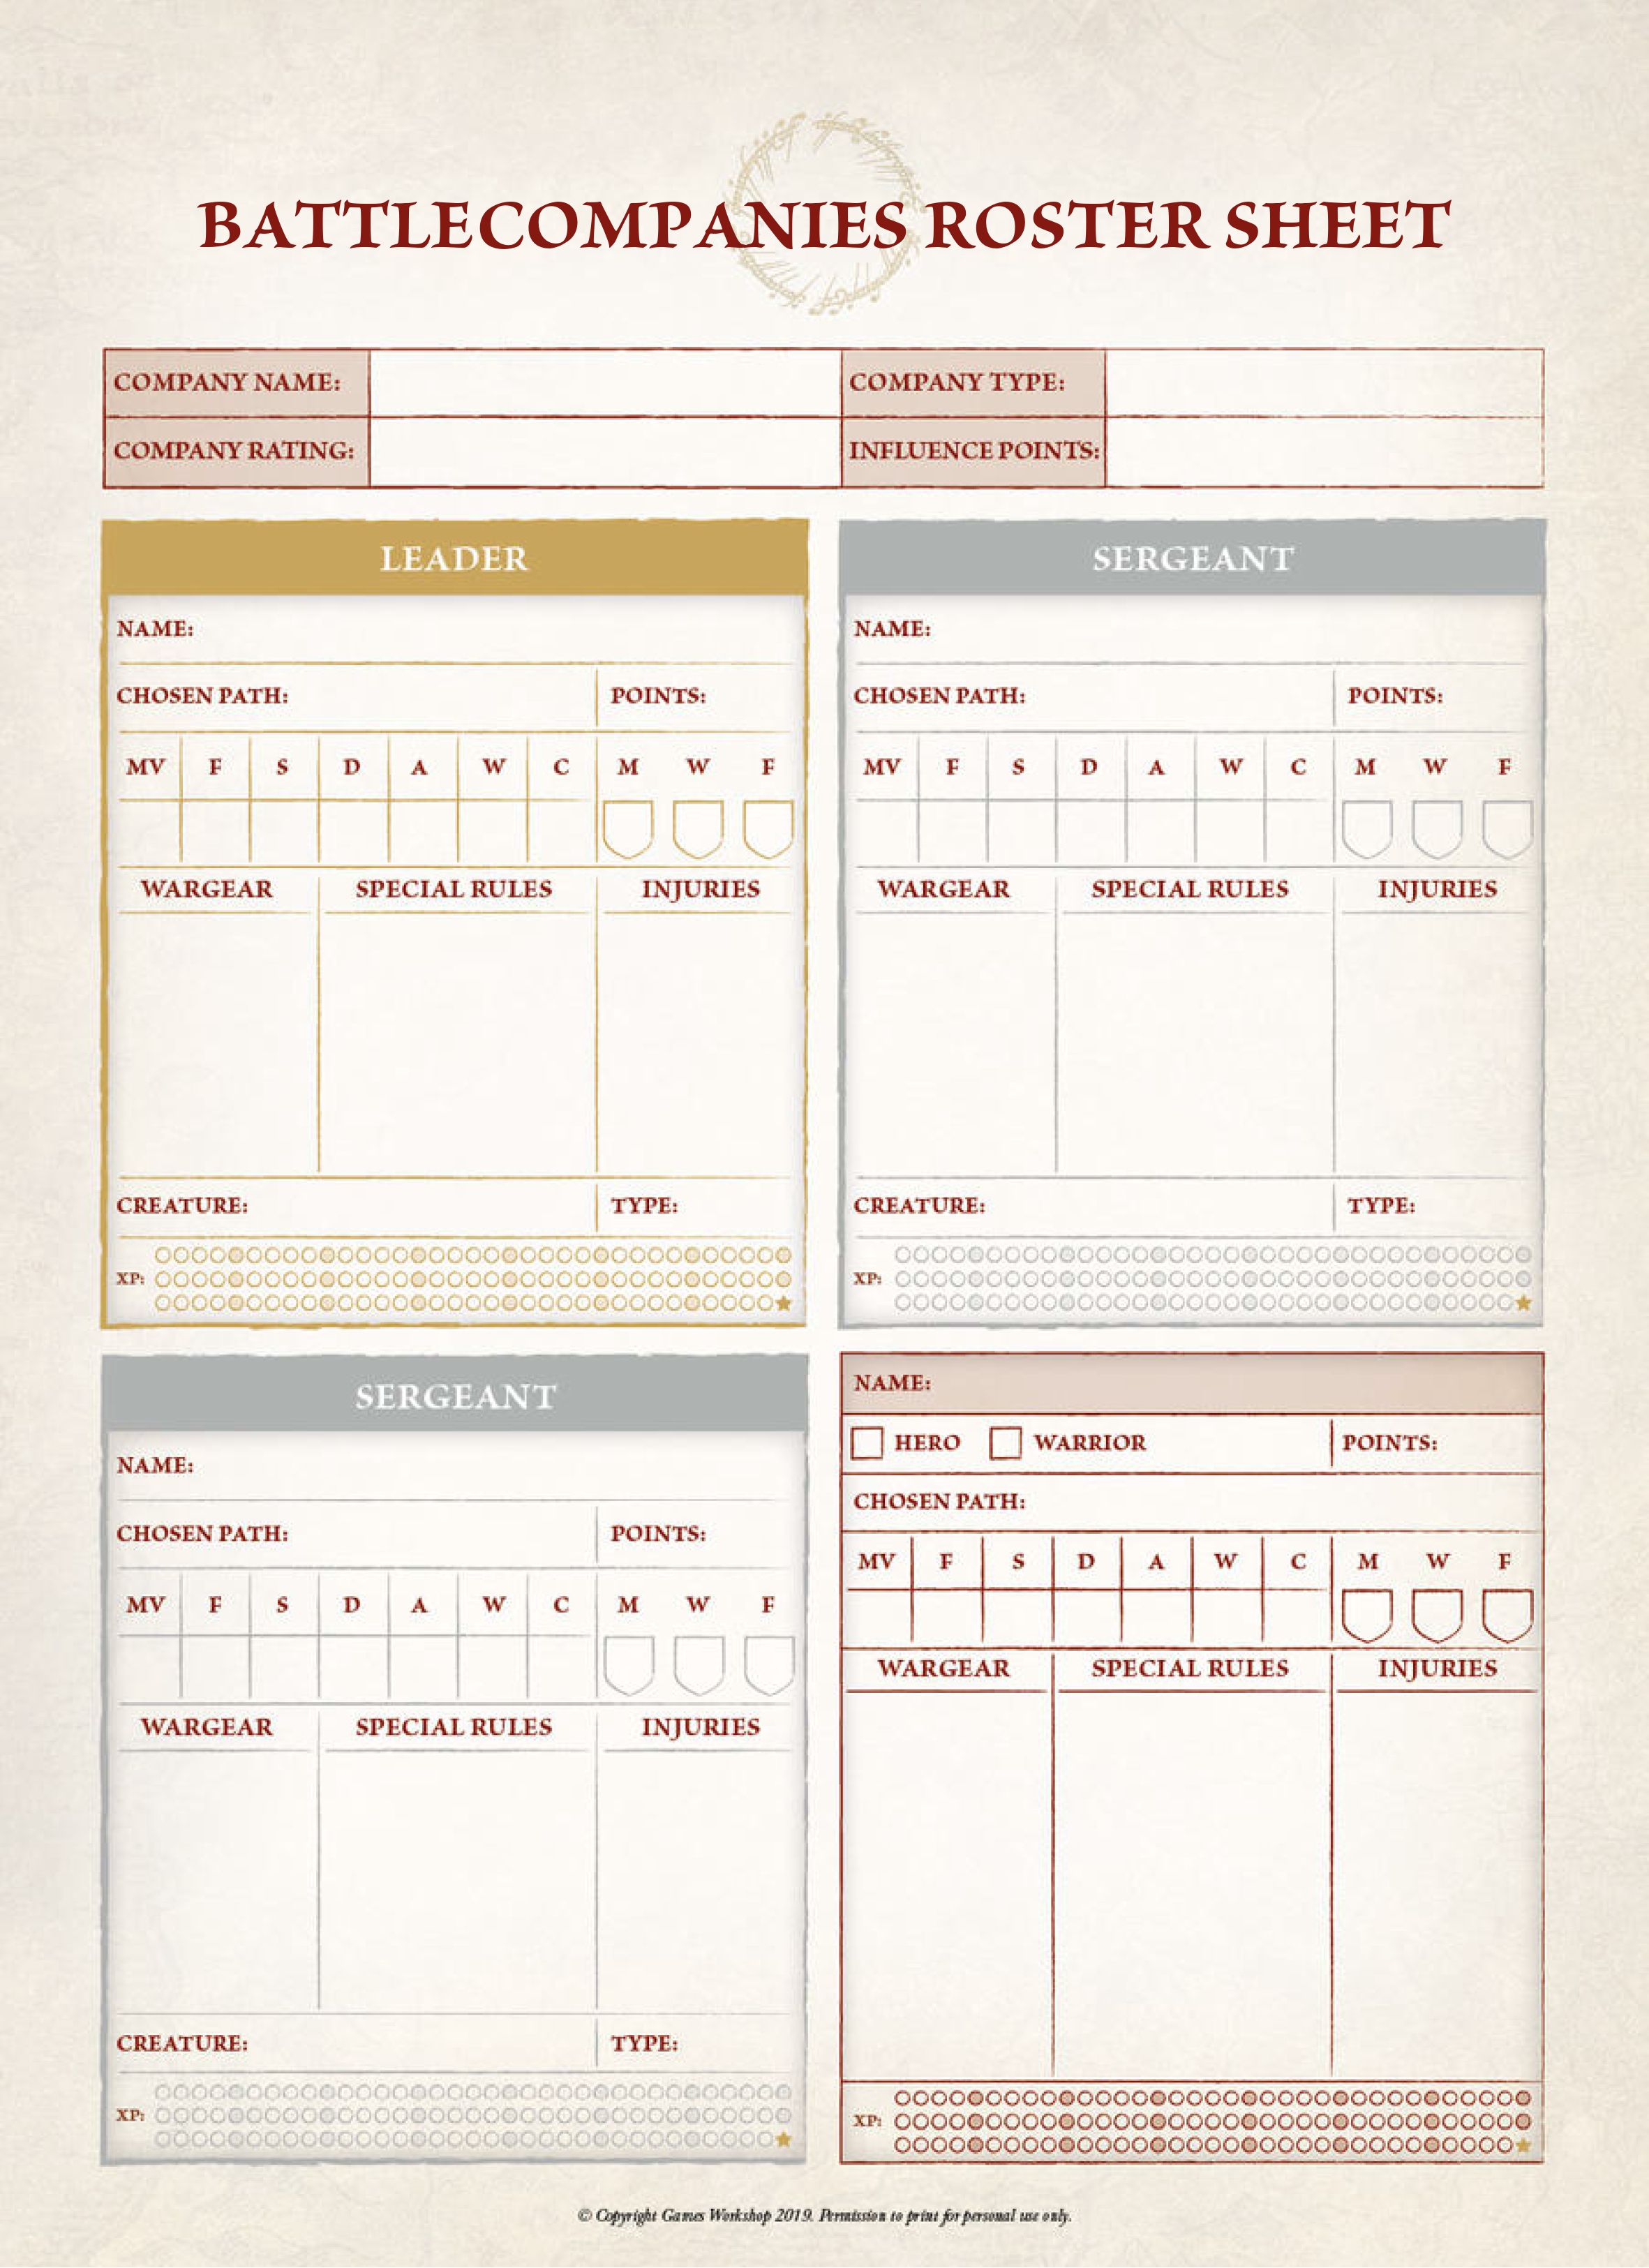 BATTLECOMPANIES ROSTER SHEET
COMPANY NAME:
COMPANY TYPE:
COMPANY RATING:
INFLUENCE POINTS:
LEADER
NAME:
CHOSEN PATH: POINTS:
MV F S D A W C M W F
WARGEAR SPECIAL RULES INJURIES
CREATURE: TYPE:
XP:
SERGEANT
NAME:
CHOSEN PATH: POINTS:
MV F S D A W C M W F
WARGEAR SPECIAL RULES INJURIES
CREATURE: TYPE:
XP:
SERGEANT
NAME:
CHOSEN PATH: POINTS:
MV F S D A W C M W F
WARGEAR SPECIAL RULES INJURIES
CREATURE: TYPE:
XP:
NAME:
HERO WARRIOR POINTS:
CHOSEN PATH:
MV F S D A W C M W F
WARGEAR SPECIAL RULES INJURIES
XP:
© Copyright Games Workshop 2019. Permission to print for personal use only.